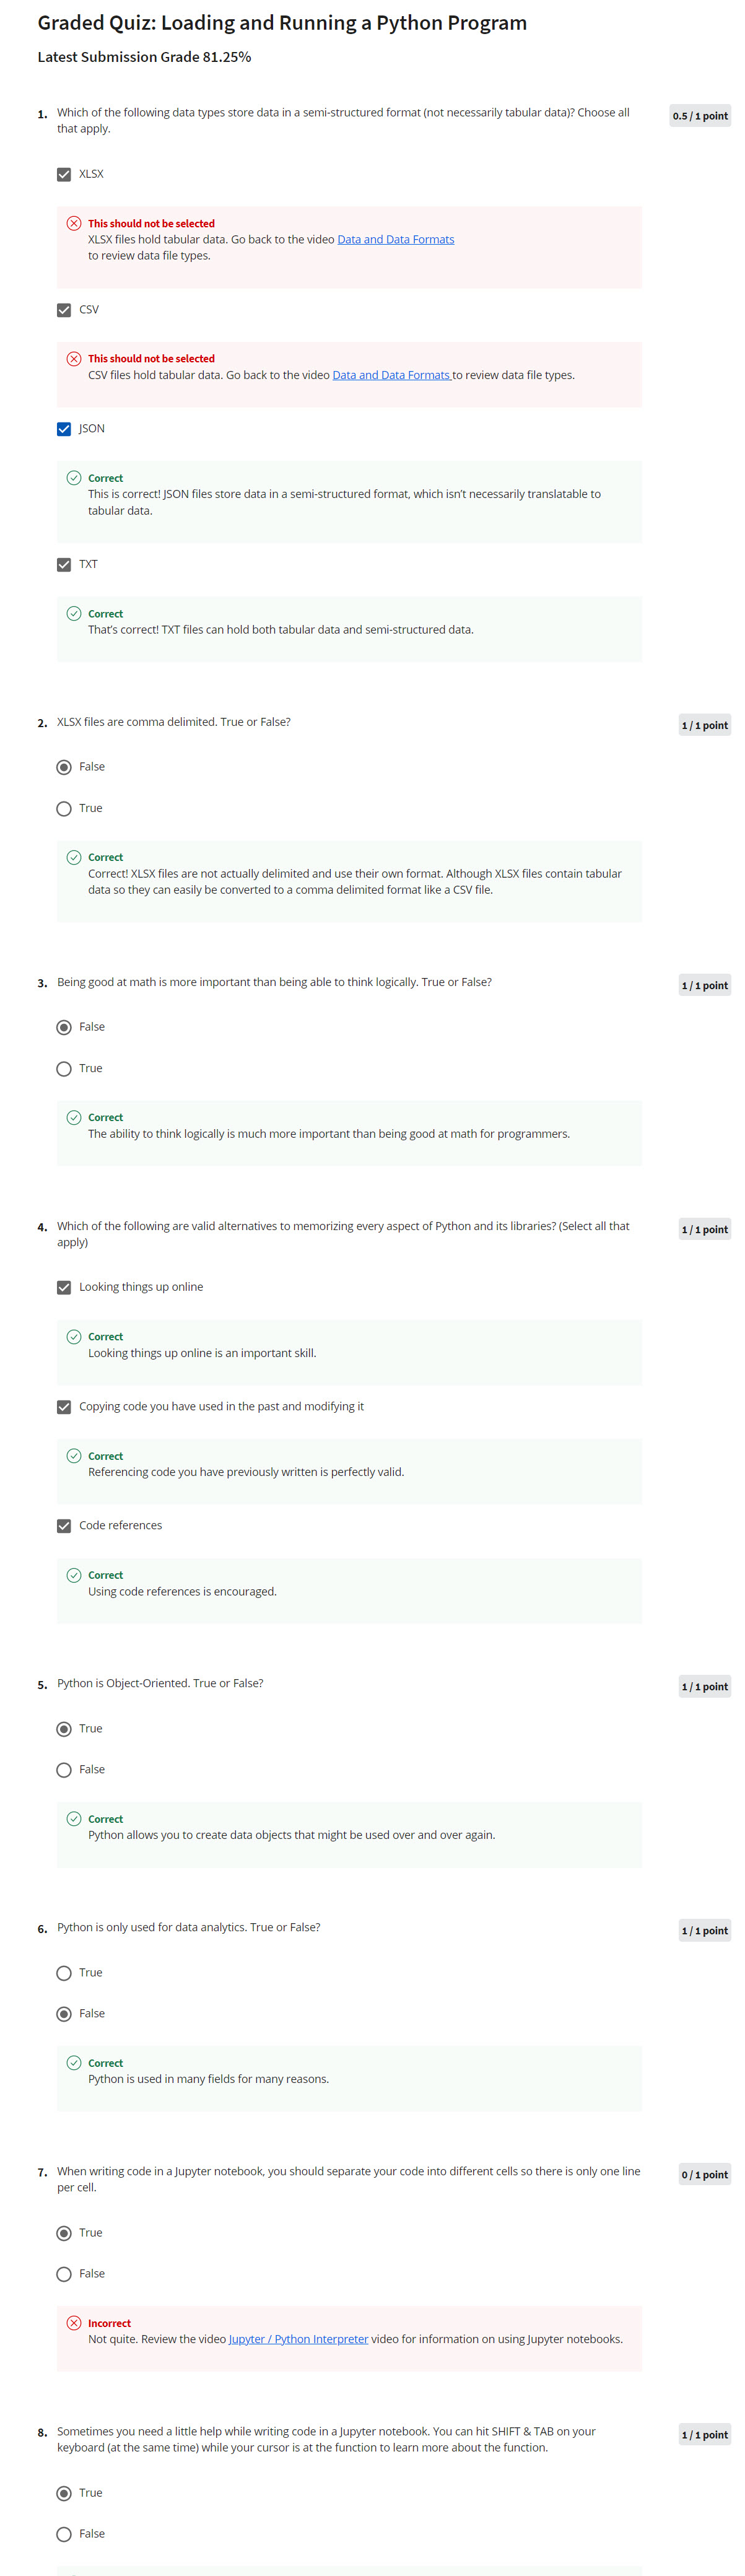 Graded Quiz: Loading and Running a Python Program
Latest Submission Grade 81.25%
1. Which of the following data types store data in a semi-structured format (not necessarily tabular data)? Choose all
that apply.
0.5 / 1 point
XLSX
This should not be selected
XLSX files hold tabular data. Go back to the video Data and Data Formats
to review data file types.
CSV
This should not be selected
CSV files hold tabular data. Go back to the video Data and Data Formats to review data file types.
JSON
Correct
This is correct! JSON files store data in a semi-structured format, which isn't necessarily translatable to
tabular data.
TXT
Correct
That's correct! TXT files can hold both tabular data and semi-structured data.
2. XLSX files are comma delimited. True or False?
1 / 1 point
False
True
Correct
Correct! XLSX files are not actually delimited and use their own format. Although XLSX files contain tabular
data so they can easily be converted to a comma delimited format like a CSV file.
3. Being good at math is more important than being able to think logically. True or False?
1 / 1 point
False
True
Correct
The ability to think logically is much more important than being good at math for programmers.
4. Which of the following are valid alternatives to memorizing every aspect of Python and its libraries? (Select all that
apply)
1 / 1 point
Looking things up online
Correct
Looking things up online is an important skill.
Copying code you have used in the past and modifying it
Correct
Referencing code you have previously written is perfectly valid.
Code references
Correct
Using code references is encouraged.
5. Python is Object-Oriented. True or False?
1 / 1 point
True
False
Correct
Python allows you to create data objects that might be used over and over again.
6. Python is only used for data analytics. True or False?
1 / 1 point
True
False
Correct
Python is used in many fields for many reasons.
7. When writing code in a Jupyter notebook, you should separate your code into different cells so there is only one line
per cell.
0 / 1 point
True
False
Incorrect
Not quite. Review the video Jupyter / Python Interpreter video for information on using Jupyter notebooks.
8. Sometimes you need a little help while writing code in a Jupyter notebook. You can hit SHIFT & TAB on your
keyboard (at the same time) while your cursor is at the function to learn more about the function.
1 / 1 point
True
False